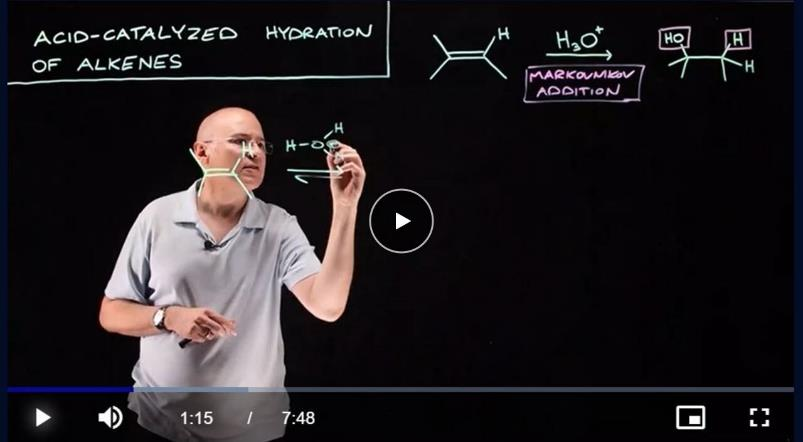 ACID-CATALYZED HYDRATION
OF ALKENES
H
H₃O⁺
MARKOVNIKOV
ADDITION
HO
H
H
H
H-O
H
1:15 / 7:48